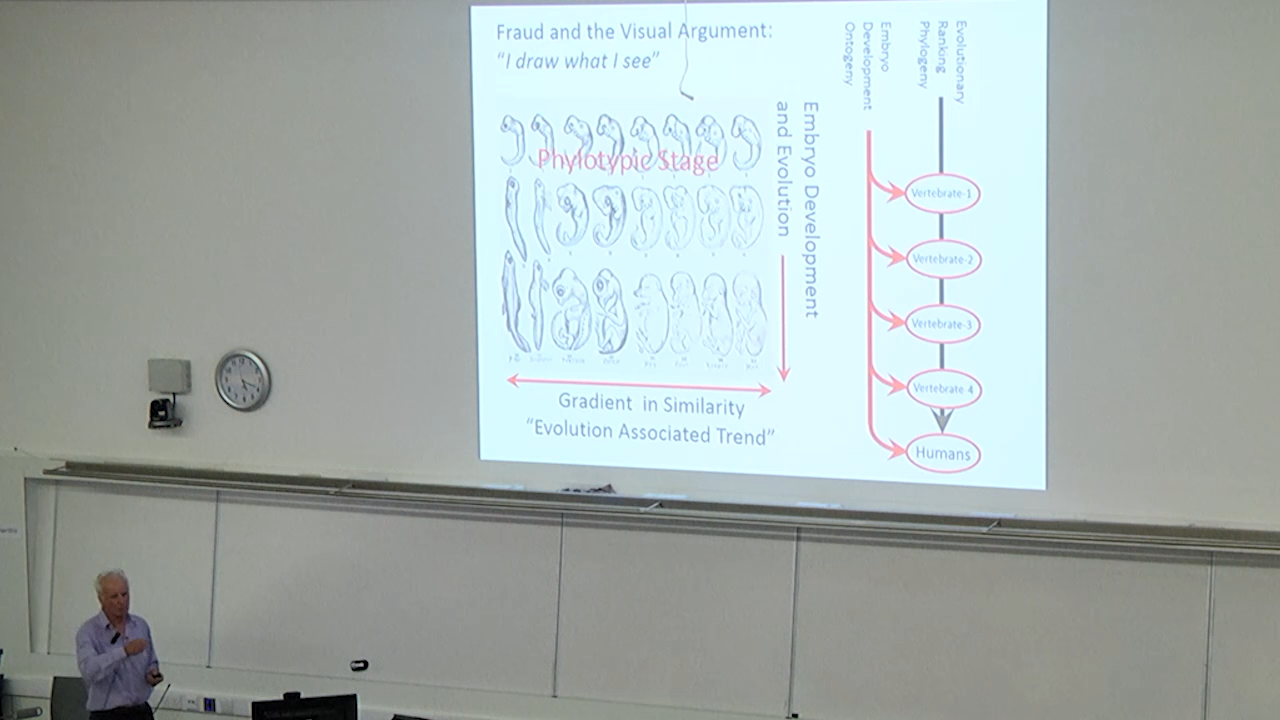 Fraud and the Visual Argument:
“I draw what I see”
Phylotypic Stage
Embryo Development
and Evolution
Gradient in Similarity
“Evolution Associated Trend”
Embryo
Development
Ontogeny
Evolutionary
Ranking
Phylogeny
Vertebrate-1
Vertebrate-2
Vertebrate-3
Vertebrate 4
Humans